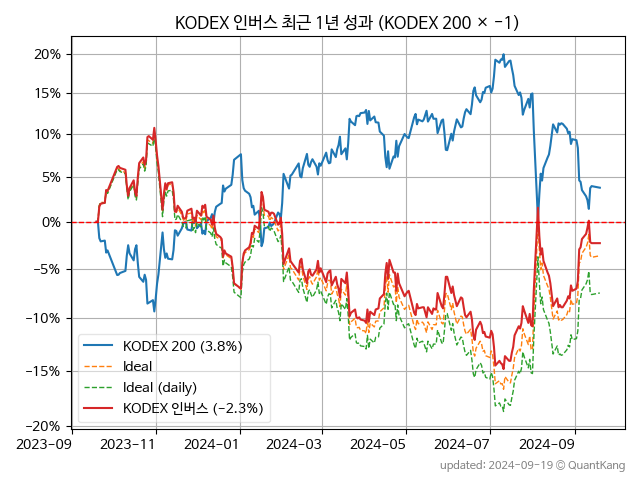 KODEX 인버스 최근 1년 성과 (KODEX 200 × −1)
20%
15%
10%
5%
0%
−5%
−10%
−15%
−20%
KODEX 200 (3.8%)
Ideal
Ideal (daily)
KODEX 인버스 (−2.3%)
2023-09
2023-11
2024-01
2024-03
2024-05
2024-07
2024-09
updated: 2024-09-19 © QuantKang